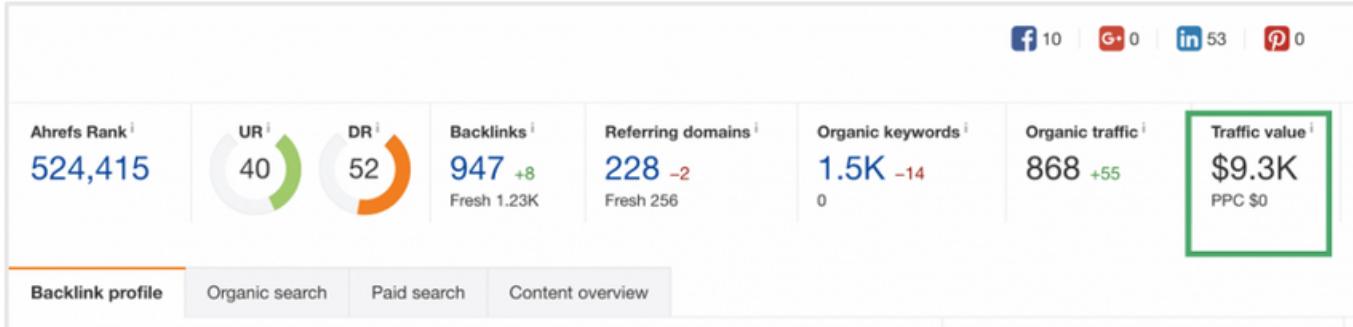 10 G+ 0 in 53 0
Ahrefs Rank i UR i DR i Backlinks i Referring domains i Organic keywords i Organic traffic i Traffic value i
524,415 40 52 947 +8 228 −2 1.5K −14 868 +55 $9.3K
Fresh 1.23K Fresh 256 0 PPC $0
Backlink profile Organic search Paid search Content overview